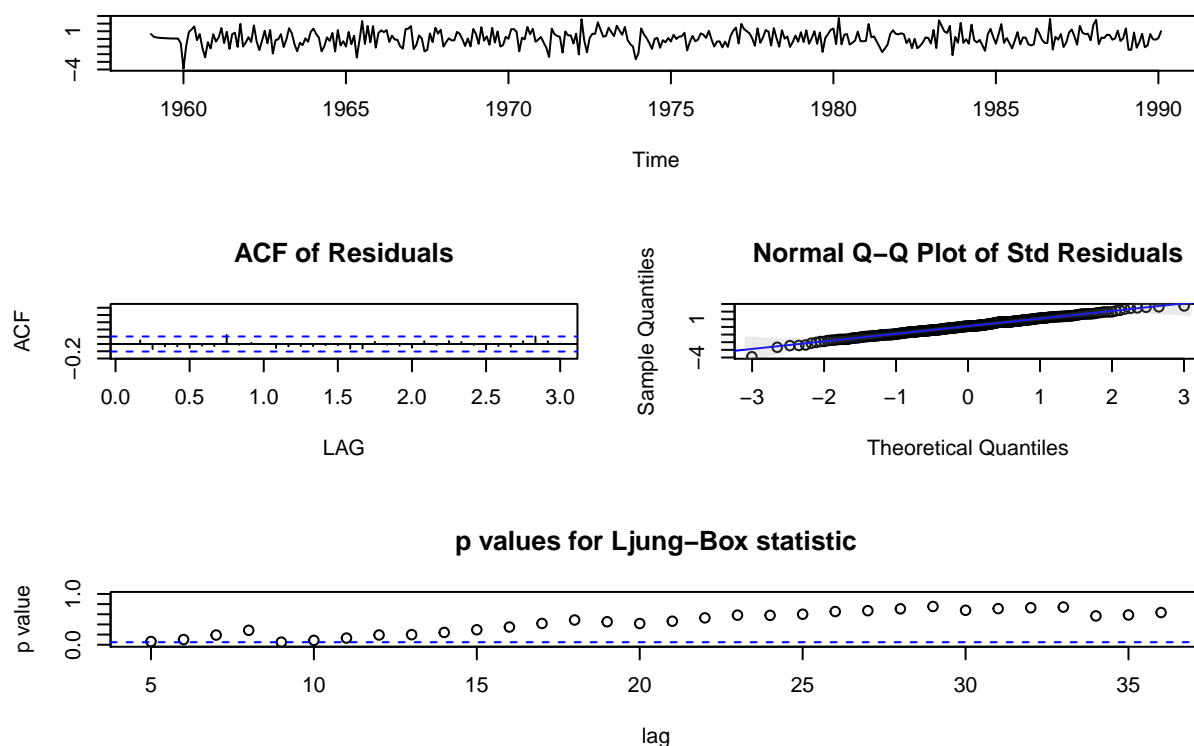 1
−4
1960 1965 1970 1975 1980 1985 1990
Time
ACF of Residuals
ACF
−0.2
0.0 0.5 1.0 1.5 2.0 2.5 3.0
LAG
Normal Q−Q Plot of Std Residuals
Sample Quantiles
1
−4
−3 −2 −1 0 1 2 3
Theoretical Quantiles
p values for Ljung−Box statistic
p value
1.0
0.0
5 10 15 20 25 30 35
lag